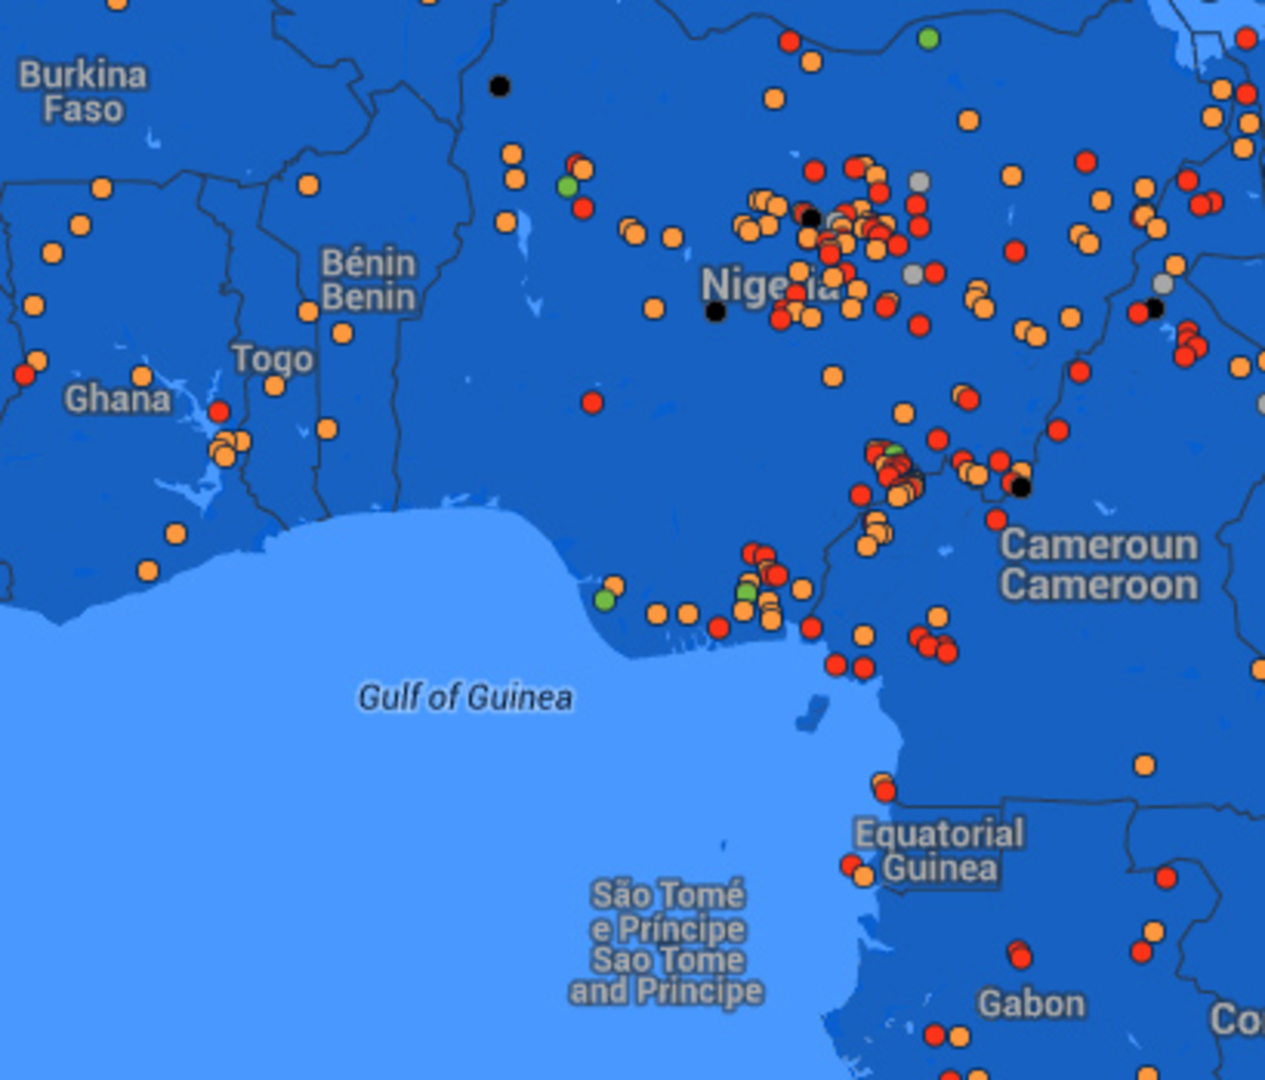 Burkina
Faso
Bénin
Benin
Nigeria
Togo
Ghana
Cameroun
Cameroon
Gulf of Guinea
Equatorial
Guinea
São Tomé
e Príncipe
Sao Tome
and Principe
Gabon
Co